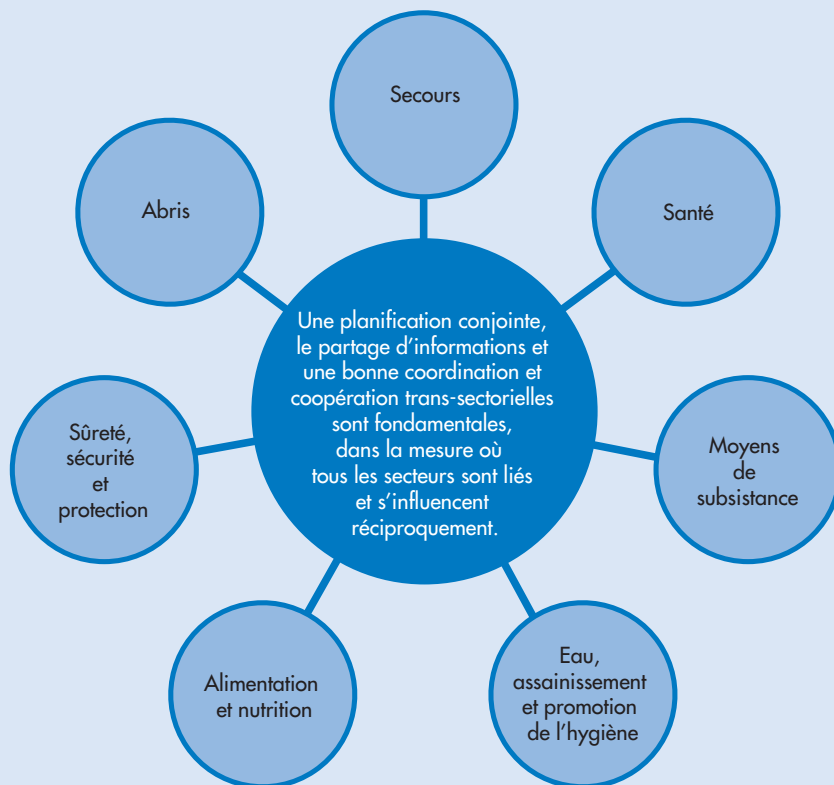 Secours
Abris
Santé
Une planification conjointe,
le partage d'informations et
une bonne coordination et
coopération trans-sectorielles
sont fondamentales,
dans la mesure où
tous les secteurs sont liés
et s'influencent
réciproquement.
Sûreté,
sécurité
et
protection
Moyens
de
subsistance
Alimentation
et nutrition
Eau,
assainissement
et promotion
de l'hygiène